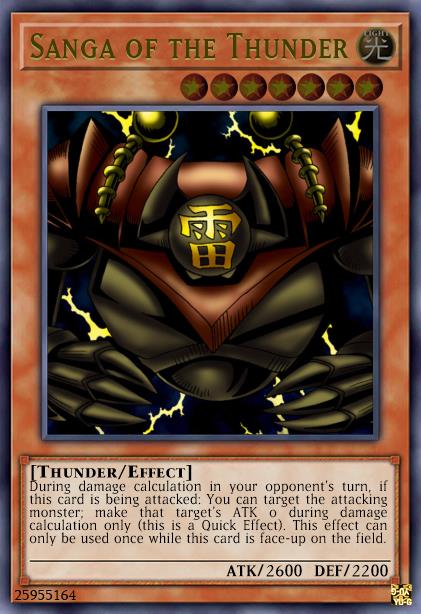 Sanga of the Thunder
LIGHT
光
雷
[Thunder/Effect]
During damage calculation in your opponent's turn, if
this card is being attacked: You can target the attacking
monster; make that target's ATK 0 during damage
calculation only (this is a Quick Effect). This effect can
only be used once while this card is face-up on the field.
ATK/2600 DEF/2200
25955164